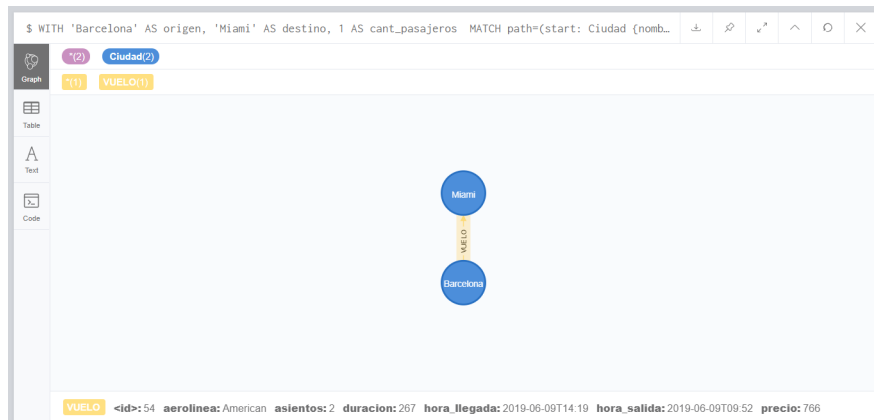 $ WITH 'Barcelona' AS origen, 'Miami' AS destino, 1 AS cant_pasajeros MATCH path=(start: Ciudad {nomb…
*(2) Ciudad(2)
Graph
*(1) VUELO(1)
Table
A
Text
Code
Miami
VUELO
Barcelona
VUELO <id>: 54 aerolinea: American asientos: 2 duracion: 267 hora_llegada: 2019-06-09T14:19 hora_salida: 2019-06-09T09:52 precio: 766